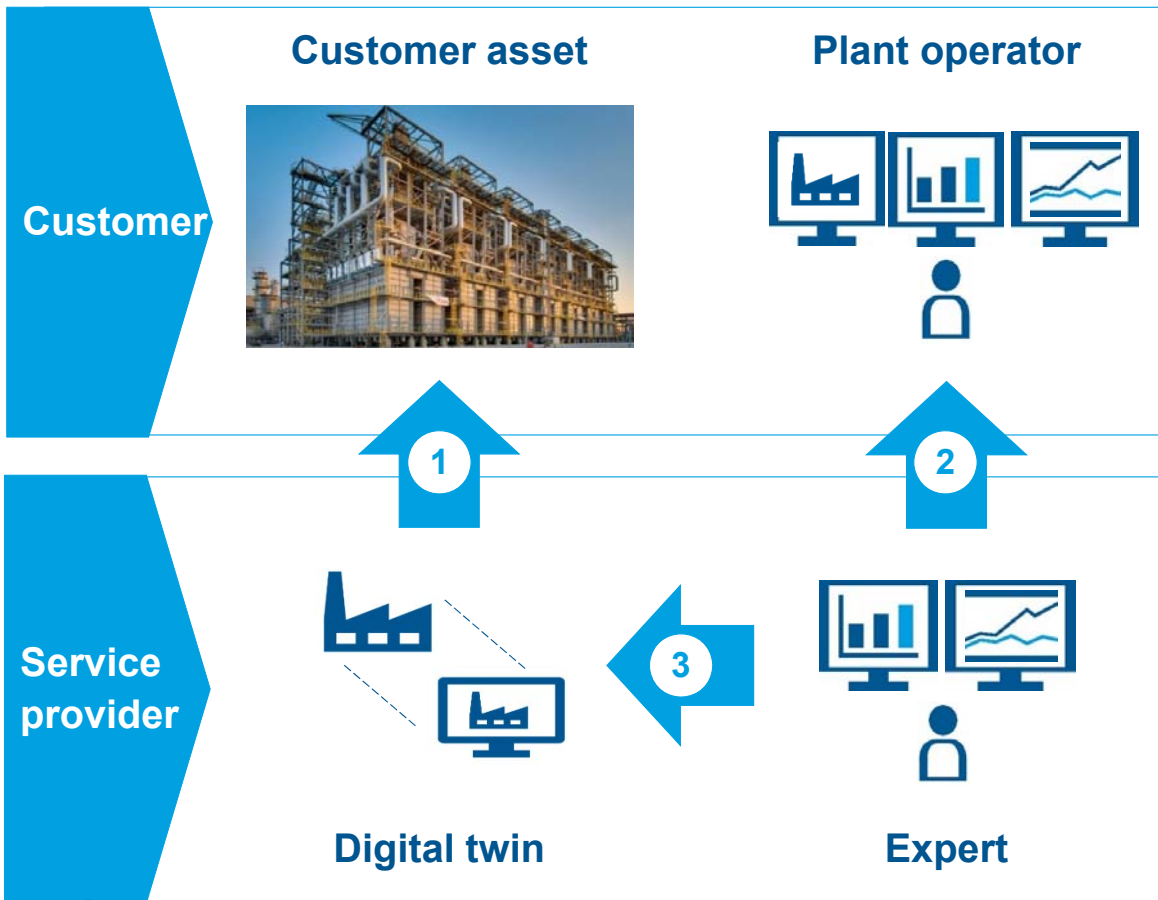 Customer asset
Plant operator
Customer
1
2
Service
provider
3
Digital twin
Expert